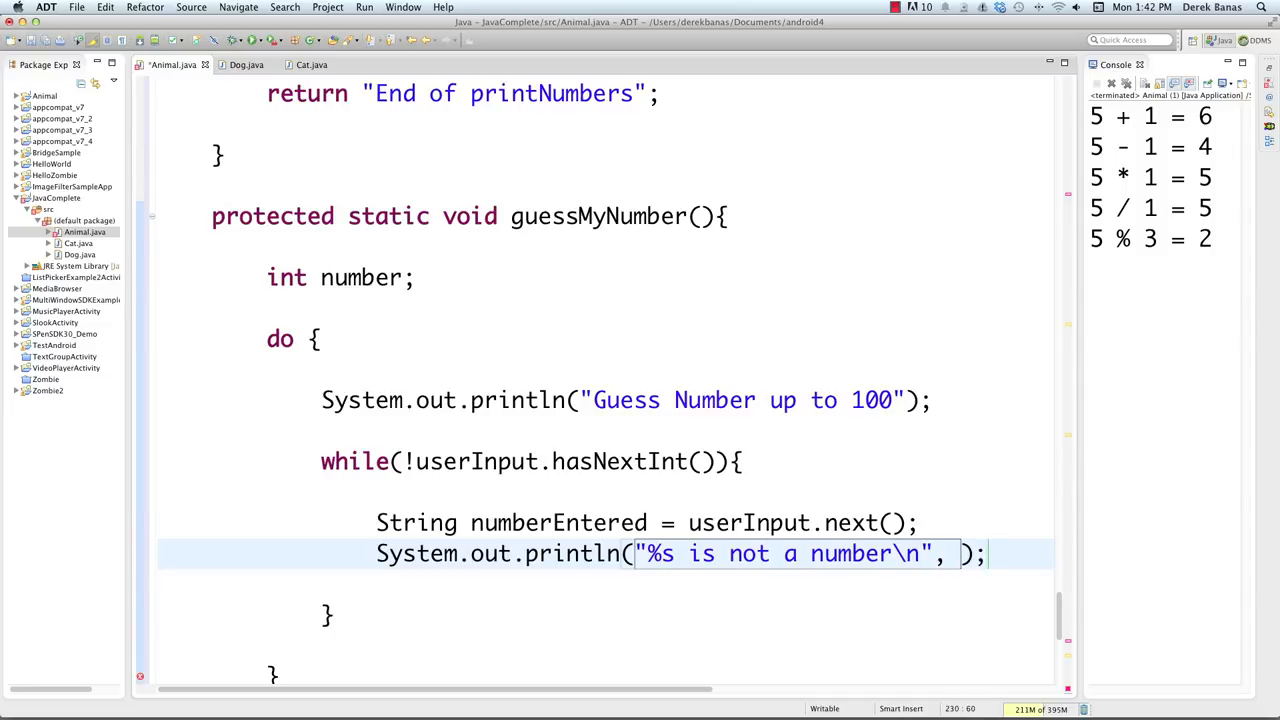 ADT File Edit Refactor Source Navigate Search Project Run Window Help 10 Mon 1:42 PM Derek Banas
Java – JavaComplete/src/Animal.java – ADT – /Users/derekbanas/Documents/android4
Quick Access Java DDMS
Package Exp
*Animal.java Dog.java Cat.java
Console
<terminated> Animal (1) [Java Application] /S
Animal
appcompat_v7
appcompat_v7_2
appcompat_v7_3
appcompat_v7_4
BridgeSample
HelloWorld
HelloZombie
ImageFilterSampleApp
JavaComplete
src
(default package)
Animal.java
Cat.java
Dog.java
JRE System Library [Ja
ListPickerExample2Activi
MediaBrowser
MultiWindowSDKExample
MusicPlayerActivity
SlookActivity
SPenSDK30_Demo
TestAndroid
TextGroupActivity
VideoPlayerActivity
Zombie
Zombie2
return "End of printNumbers";
}
protected static void guessMyNumber(){
int number;
do {
System.out.println("Guess Number up to 100");
while(!userInput.hasNextInt()){
String numberEntered = userInput.next();
System.out.println("%s is not a number\n", );
}
}
5 + 1 = 6
5 - 1 = 4
5 * 1 = 5
5 / 1 = 5
5 % 3 = 2
Writable Smart Insert 230 : 60 211M of 395M